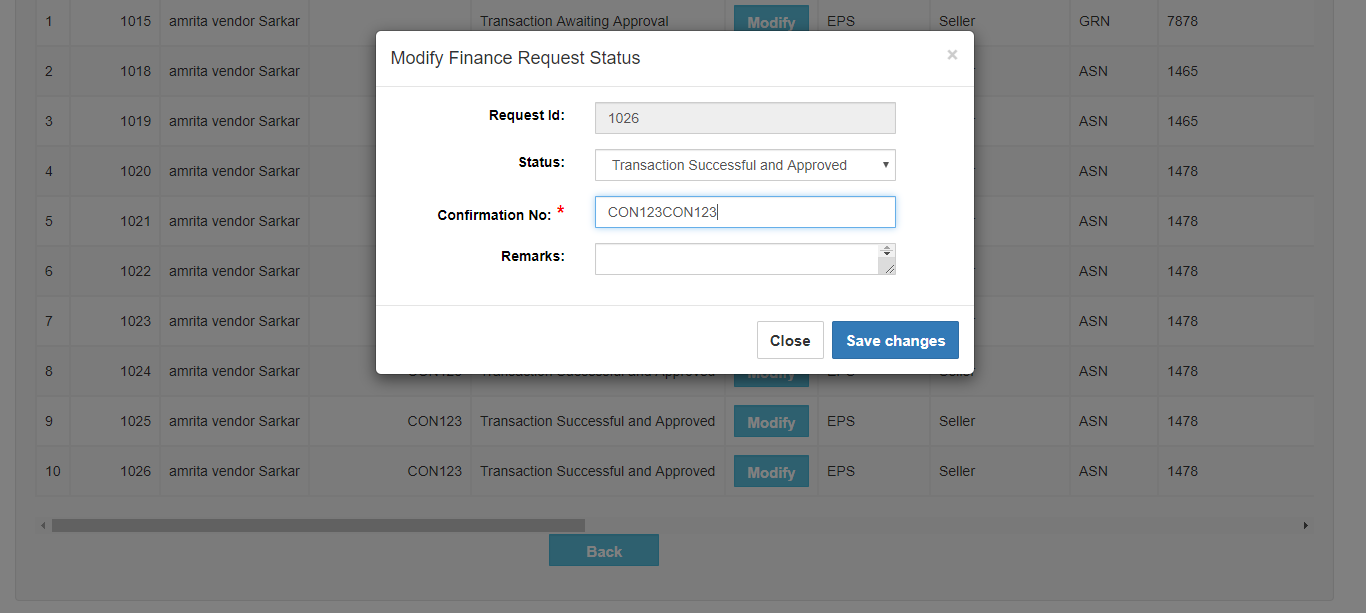 1 1015 amrita vendor Sarkar Transaction Awaiting Approval Modify EPS Seller GRN 7878
Modify Finance Request Status ×
2 1018 amrita vendor Sarkar ASN 1465
Request Id: 1026
3 1019 amrita vendor Sarkar ASN 1465
Status: Transaction Successful and Approved
4 1020 amrita vendor Sarkar ASN 1478
Confirmation No: * CON123CON123
5 1021 amrita vendor Sarkar ASN 1478
Remarks:
6 1022 amrita vendor Sarkar ASN 1478
7 1023 amrita vendor Sarkar ASN 1478
Close Save changes
8 1024 amrita vendor Sarkar CON123 Transaction Successful and Approved Modify EPS Seller ASN 1478
9 1025 amrita vendor Sarkar CON123 Transaction Successful and Approved Modify EPS Seller ASN 1478
10 1026 amrita vendor Sarkar CON123 Transaction Successful and Approved Modify EPS Seller ASN 1478
Back